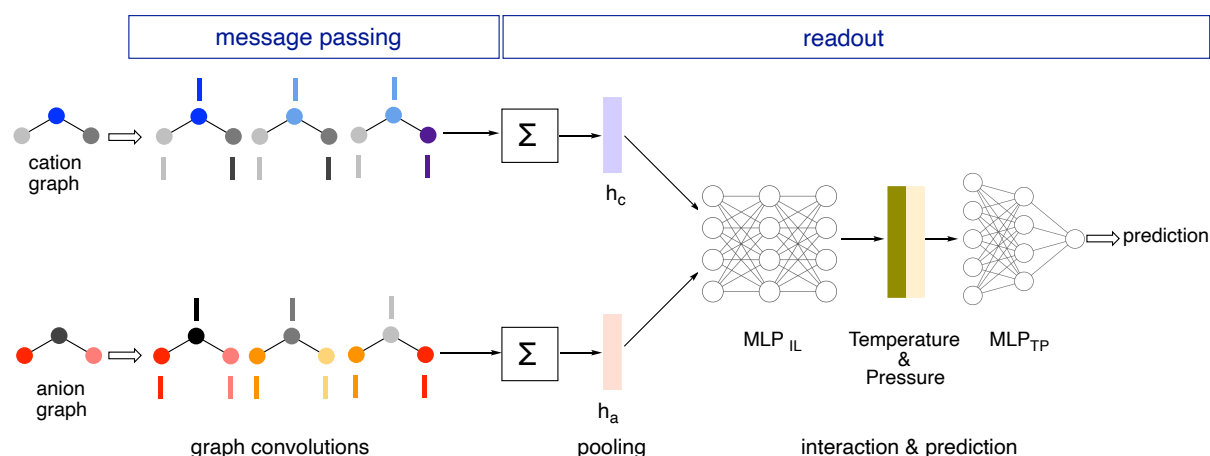 message passing
readout
cation
graph
Σ
h_c
prediction
MLP_IL
Temperature
&
Pressure
MLP_TP
anion
graph
Σ
h_a
graph convolutions
pooling
interaction & prediction